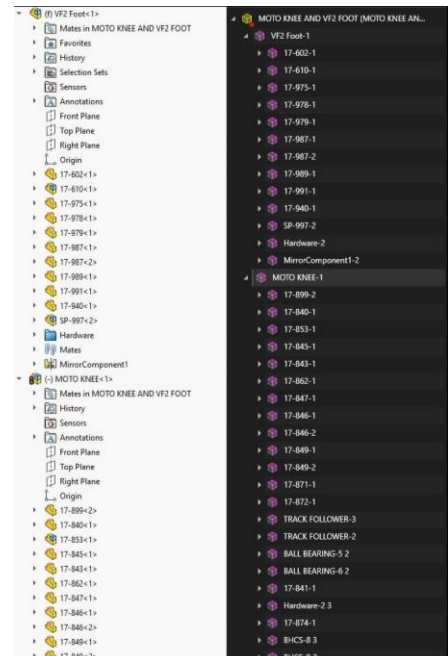 (f) VF2 Foot<1>
Mates in MOTO KNEE AND VF2 FOOT
Favorites
History
Selection Sets
Sensors
Annotations
Front Plane
Top Plane
Right Plane
Origin
17-602<1>
17-610<1>
17-975<1>
17-978<1>
17-979<1>
17-987<1>
17-987<2>
17-989<1>
17-991<1>
17-940<1>
SP-997<2>
Hardware
Mates
MirrorComponent1
(-) MOTO KNEE<1>
Mates in MOTO KNEE AND VF2 FOOT
History
Sensors
Annotations
Front Plane
Top Plane
Right Plane
Origin
17-899<2>
17-840<1>
17-853<1>
17-845<1>
17-843<1>
17-862<1>
17-847<1>
17-846<1>
17-846<2>
17-849<1>
17-849<2>
MOTO KNEE AND VF2 FOOT (MOTO KNEE AN...
VF2 Foot-1
17-602-1
17-610-1
17-975-1
17-978-1
17-979-1
17-987-1
17-987-2
17-989-1
17-991-1
17-940-1
SP-997-2
Hardware-2
MirrorComponent1-2
MOTO KNEE-1
17-899-2
17-840-1
17-853-1
17-845-1
17-843-1
17-862-1
17-847-1
17-846-1
17-846-2
17-849-1
17-849-2
17-871-1
17-872-1
TRACK FOLLOWER-3
TRACK FOLLOWER-2
BALL BEARING-5 2
BALL BEARING-6 2
17-841-1
Hardware-2 3
17-874-1
BHCS-8 3